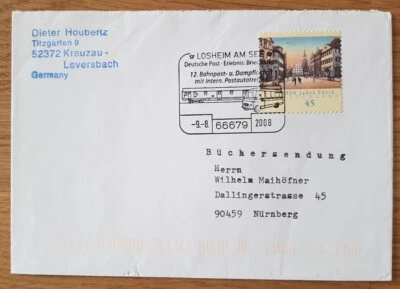 Dieter Houbertz
Titzgarten 9
52372 Kreuzau-
Leversbach
Germany
LOSHEIM AM SEE
Deutsche Post · Erlebnis: Briefmarken
12. Bahnpost- u. Dampflok
mit intern. Postautotreffen
-9.-8. 66679 2008
45
Büchersendung
Herrn
Wilhelm Maihöfner
Dallingerstrasse 45
90459 Nürnberg